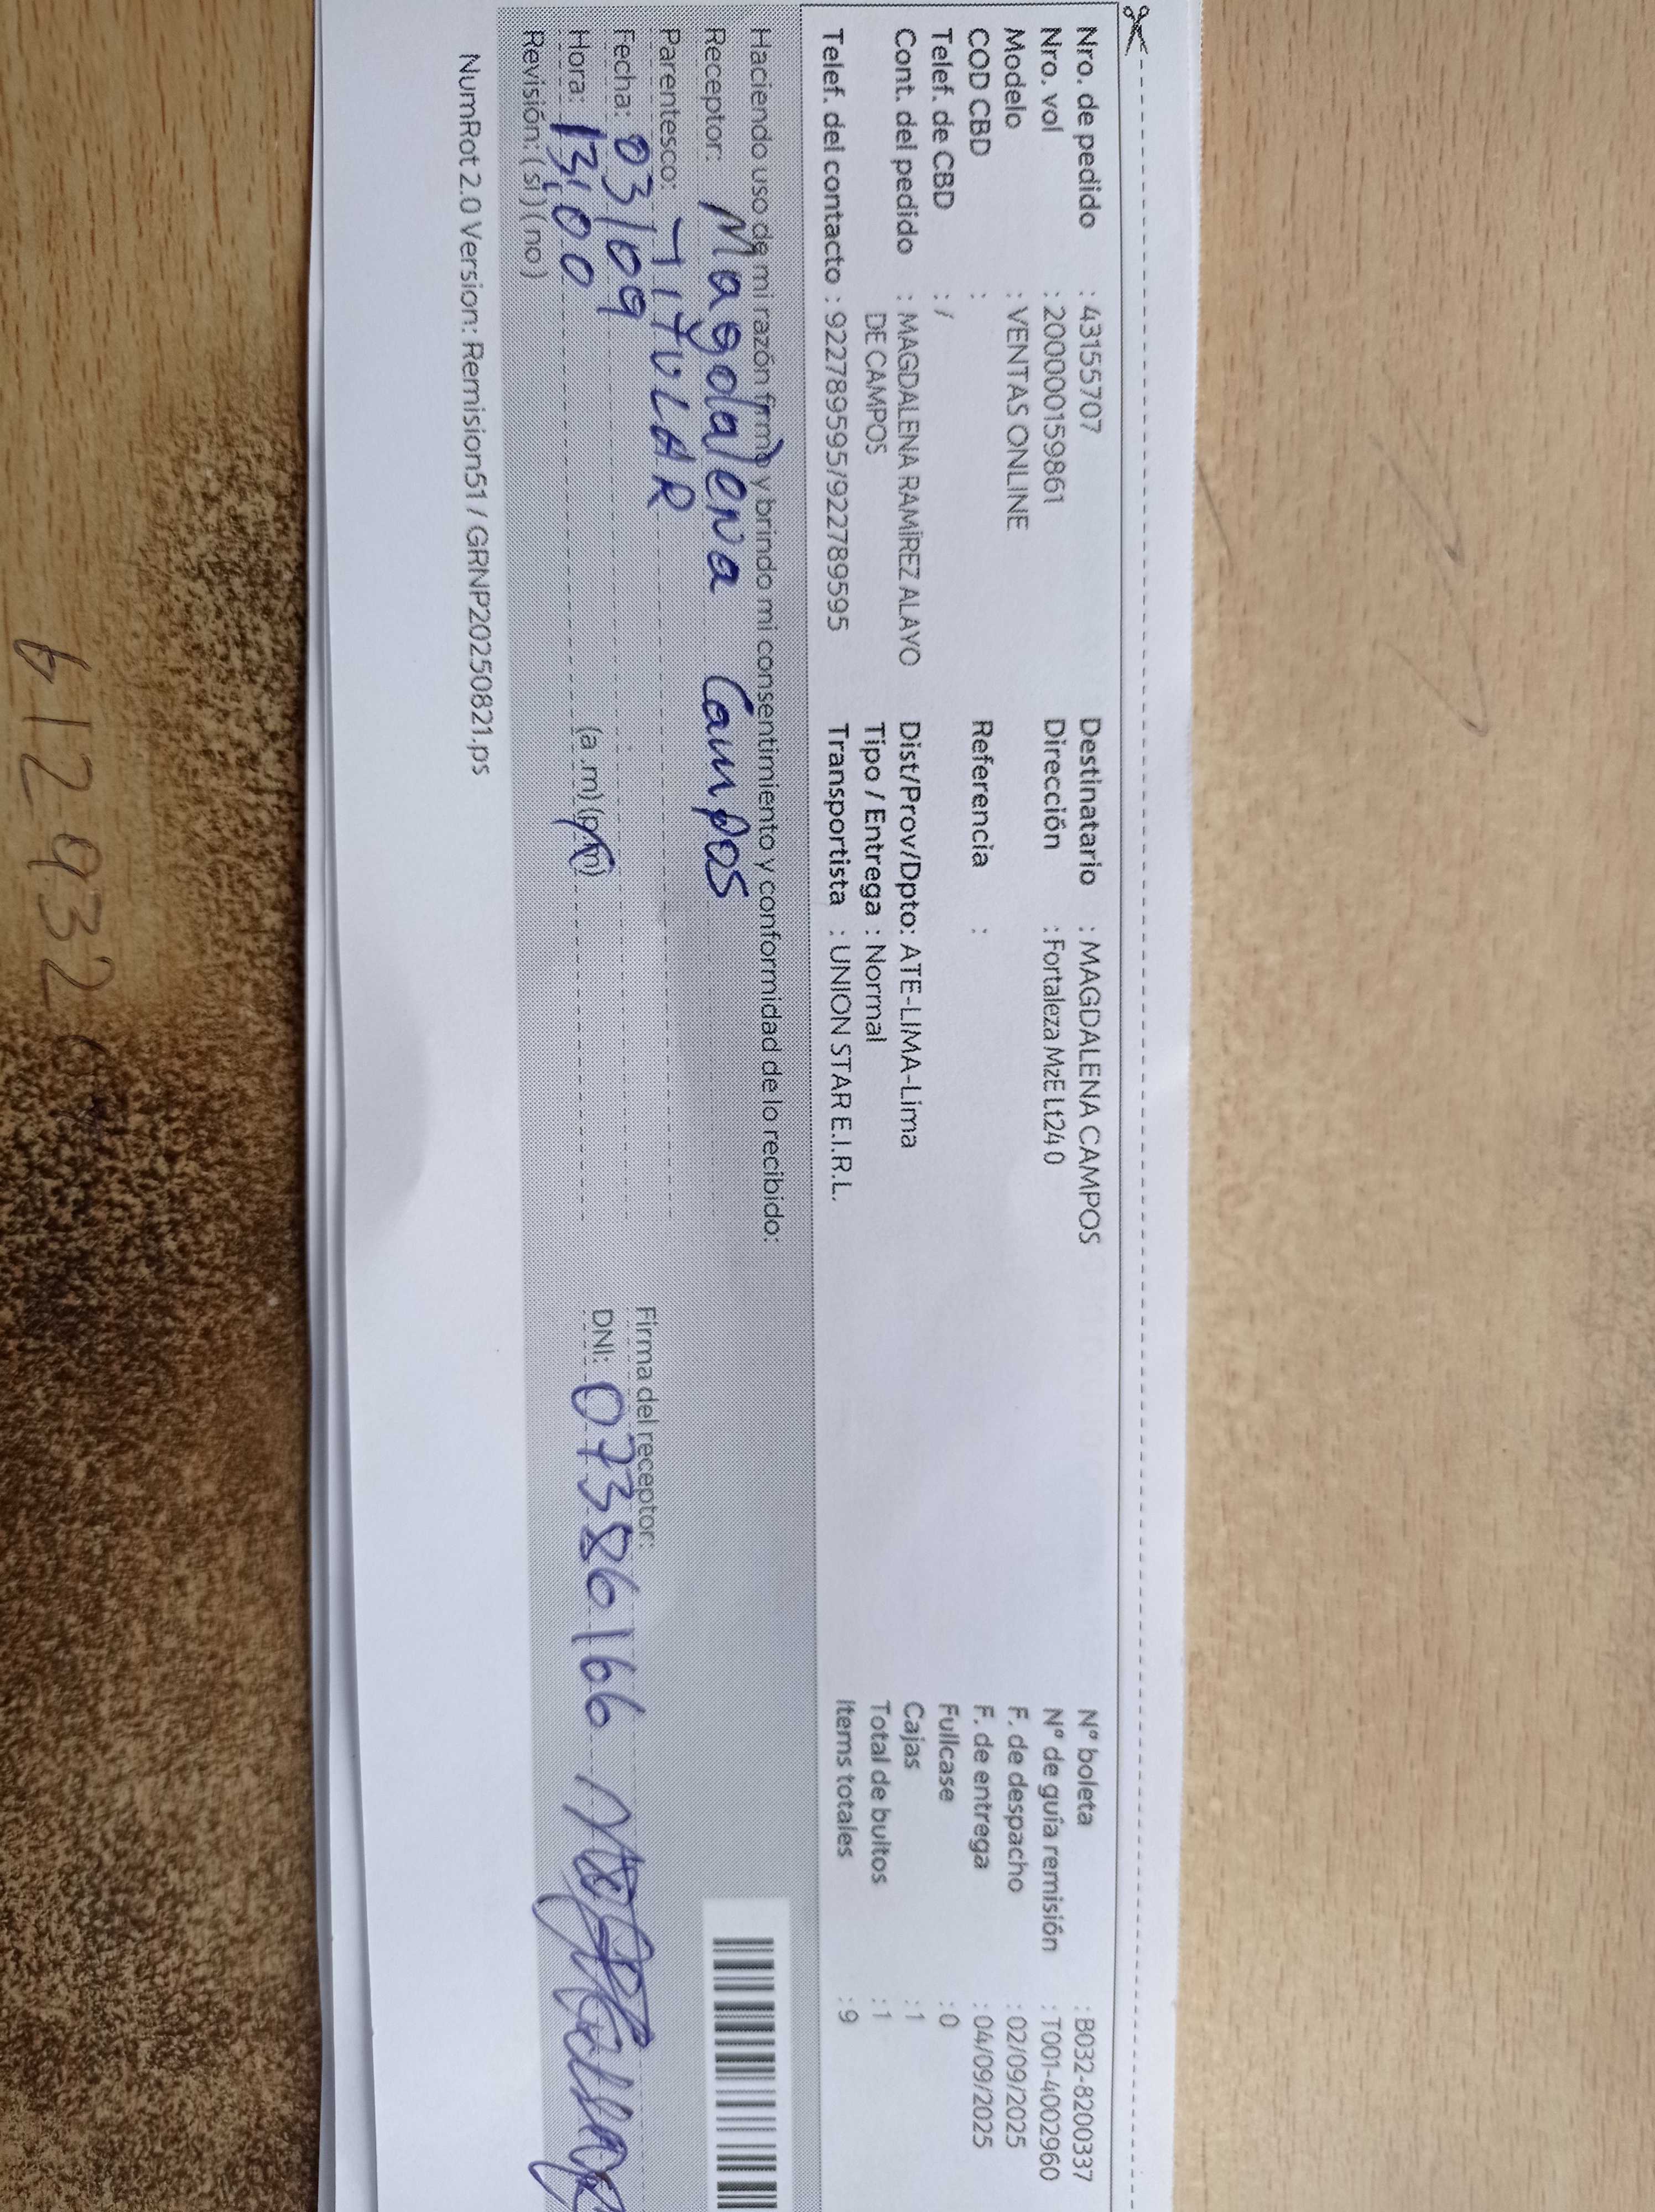 Nro. de pedido : 43155707
Nro. vol : 200000159861
Modelo : VENTAS ONLINE
COD CBD :
Telef. de CBD : /
Cont. del pedido : MAGDALENA RAMÍREZ ALAYO
DE CAMPOS
Telef. del contacto : 922789595/922789595
Destinatario : MAGDALENA CAMPOS
Dirección : Fortaleza MzE Lt24 0
Referencia :
Dist/Prov/Dpto: ATE-LIMA-Lima
Tipo / Entrega : Normal
Transportista : UNION STAR E.I.R.L.
N° boleta : B032-8200337
N° de guía remisión : T001-4002960
F. de despacho : 02/09/2025
F. de entrega : 04/09/2025
Fullcase : 0
Cajas : 1
Total de bultos : 1
Items totales : 9
Haciendo uso de mi razón firmo y brindo mi consentimiento y conformidad de lo recibido:
Receptor: Magdalena Campos
Parentesco: TITULAR
Fecha: 03/09
Hora: 13:00 (a.m) (p.m)
Revisión: (si) (no)
Firma del receptor:
DNI: 07386166
NumRot 2.0 Version: Remision51 / GRNP20250821.ps
612932